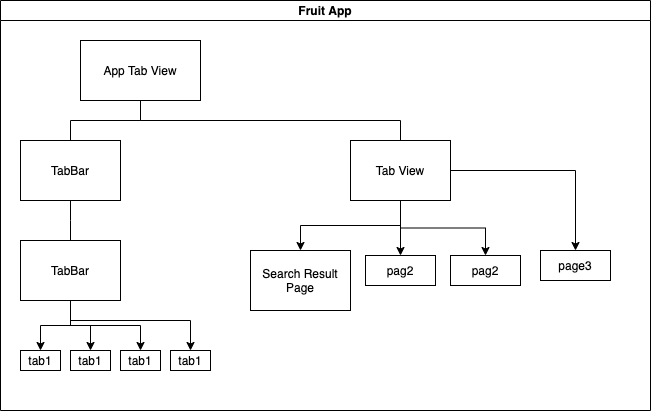 Fruit App
App Tab View
TabBar
Tab View
TabBar
Search Result
Page
pag2
pag2
page3
tab1
tab1
tab1
tab1